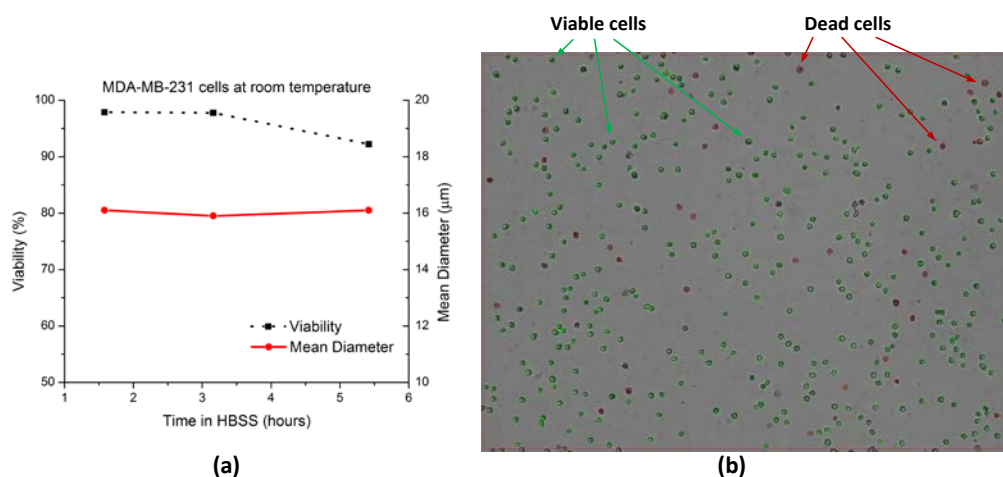 Viable cells
Dead cells
MDA-MB-231 cells at room temperature
100
90
80
70
60
50
Viability (%)
20
18
16
14
12
10
Mean Diameter (μm)
Viability
Mean Diameter
1
2
3
4
5
6
Time in HBSS (hours)
(a)
(b)